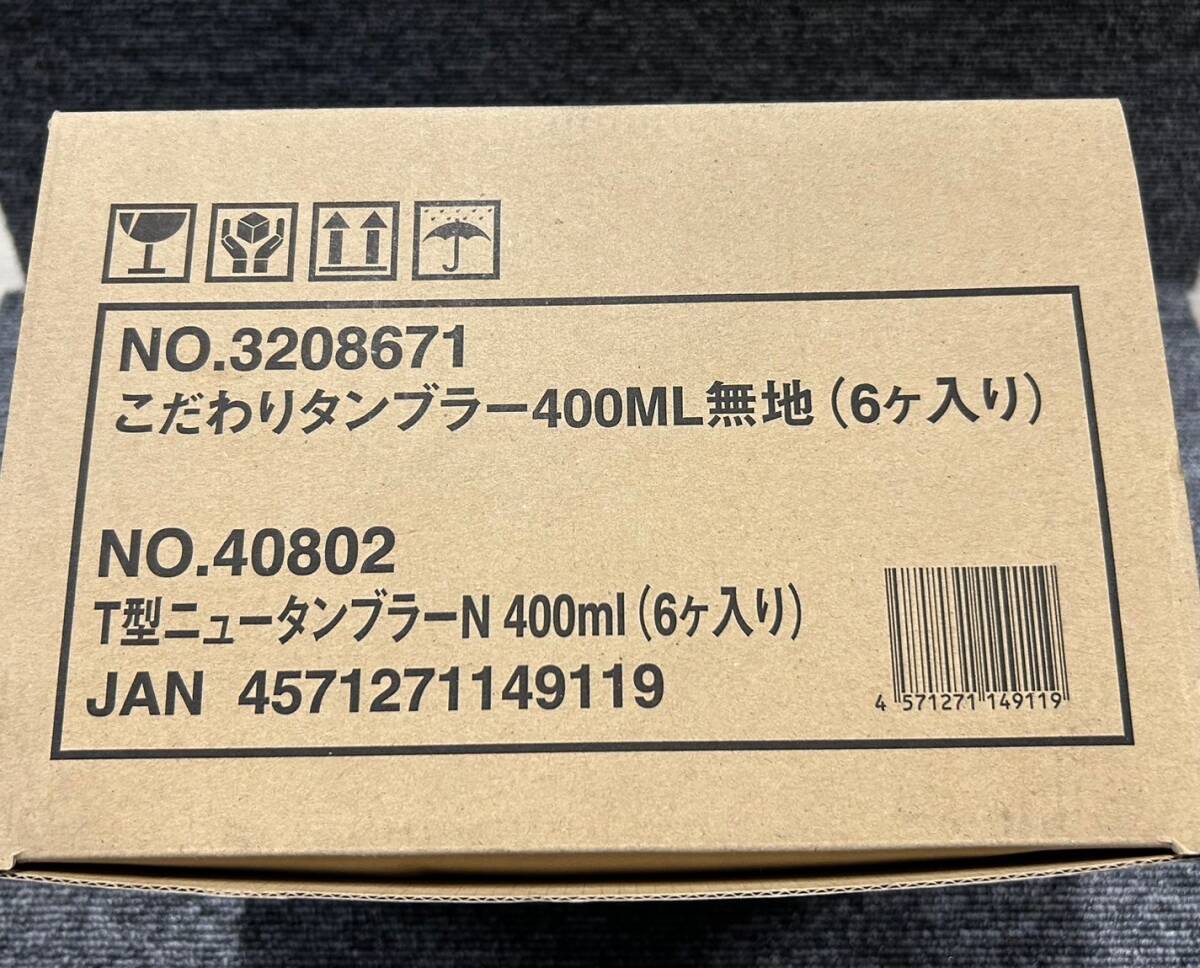 NO.3208671
こだわりタンブラー400ML無地(6ヶ入り)
NO.40802
T型ニュータンブラーN 400ml(6ヶ入り)
JAN 4571271149119
4 571271 149119